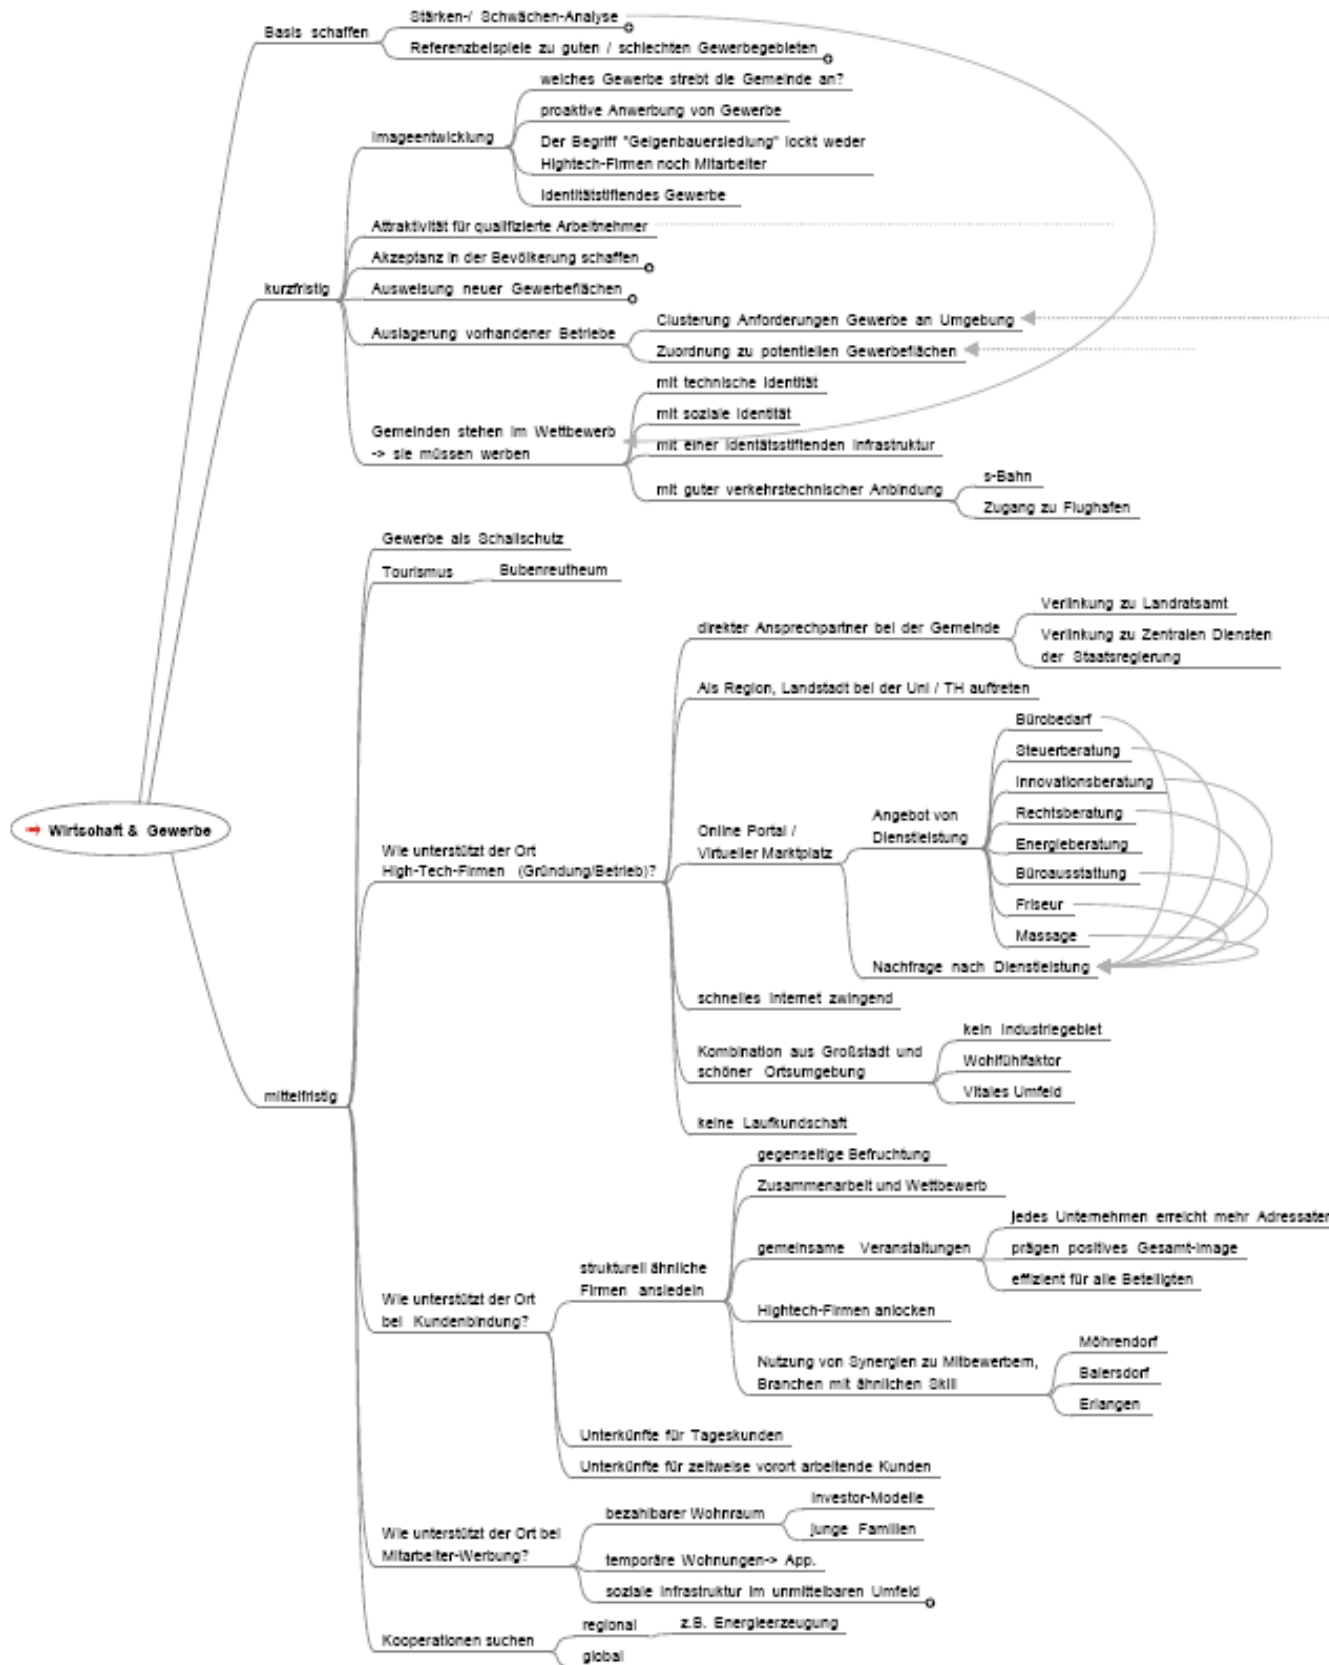 Basis schaffen
Stärken-/ Schwächen-Analyse
Referenzbeispiele zu guten / schlechten Gewerbegebieten
kurzfristig
Imageentwicklung
welches Gewerbe strebt die Gemeinde an?
proaktive Anwerbung von Gewerbe
Der Begriff "Geigenbauersiedlung" lockt weder
Hightech-Firmen noch Mitarbeiter
Identitätstiftendes Gewerbe
Attraktivität für qualifizierte Arbeitnehmer
Akzeptanz in der Bevölkerung schaffen
Ausweisung neuer Gewerbeflächen
Auslagerung vorhandener Betriebe
Clusterung Anforderungen Gewerbe an Umgebung
Zuordnung zu potentiellen Gewerbeflächen
Gemeinden stehen im Wettbewerb
-> sie müssen werben
mit technische Identität
mit soziale Identität
mit einer Identätsstiftenden Infrastruktur
mit guter verkehrstechnischer Anbindung
s-Bahn
Zugang zu Flughafen
Wirtschaft & Gewerbe
mittelfristig
Gewerbe als Schallschutz
Tourismus
Bubenreutheum
Wie unterstützt der Ort
High-Tech-Firmen (Gründung/Betrieb)?
direkter Ansprechpartner bei der Gemeinde
Verlinkung zu Landratsamt
Verlinkung zu Zentralen Diensten
der Staatsregierung
Als Region, Landstadt bei der Uni / TH auftreten
Online Portal /
Virtueller Marktplatz
Angebot von
Dienstleistung
Bürobedarf
Steuerberatung
Innovationsberatung
Rechtsberatung
Energieberatung
Büroausstattung
Friseur
Massage
Nachfrage nach Dienstleistung
schnelles Internet zwingend
Kombination aus Großstadt und
schöner Ortsumgebung
kein Industriegebiet
Wohlfühlfaktor
Vitales Umfeld
keine Laufkundschaft
Wie unterstützt der Ort
bei Kundenbindung?
strukturell ähnliche
Firmen ansiedeln
gegenseitige Befruchtung
Zusammenarbeit und Wettbewerb
gemeinsame Veranstaltungen
jedes Unternehmen erreicht mehr Adressaten
prägen positives Gesamt-Image
effizient für alle Beteiligten
Hightech-Firmen anlocken
Nutzung von Synergien zu Mitbewerbern,
Branchen mit ähnlichen Skill
Möhrendorf
Baiersdorf
Erlangen
Unterkünfte für Tageskunden
Unterkünfte für zeitweise vorort arbeitende Kunden
Wie unterstützt der Ort bei
Mitarbeiter-Werbung?
bezahlbarer Wohnraum
Investor-Modelle
junge Familien
temporäre Wohnungen-> App.
soziale Infrastruktur im unmittelbaren Umfeld
Kooperationen suchen
regional
z.B. Energieerzeugung
global